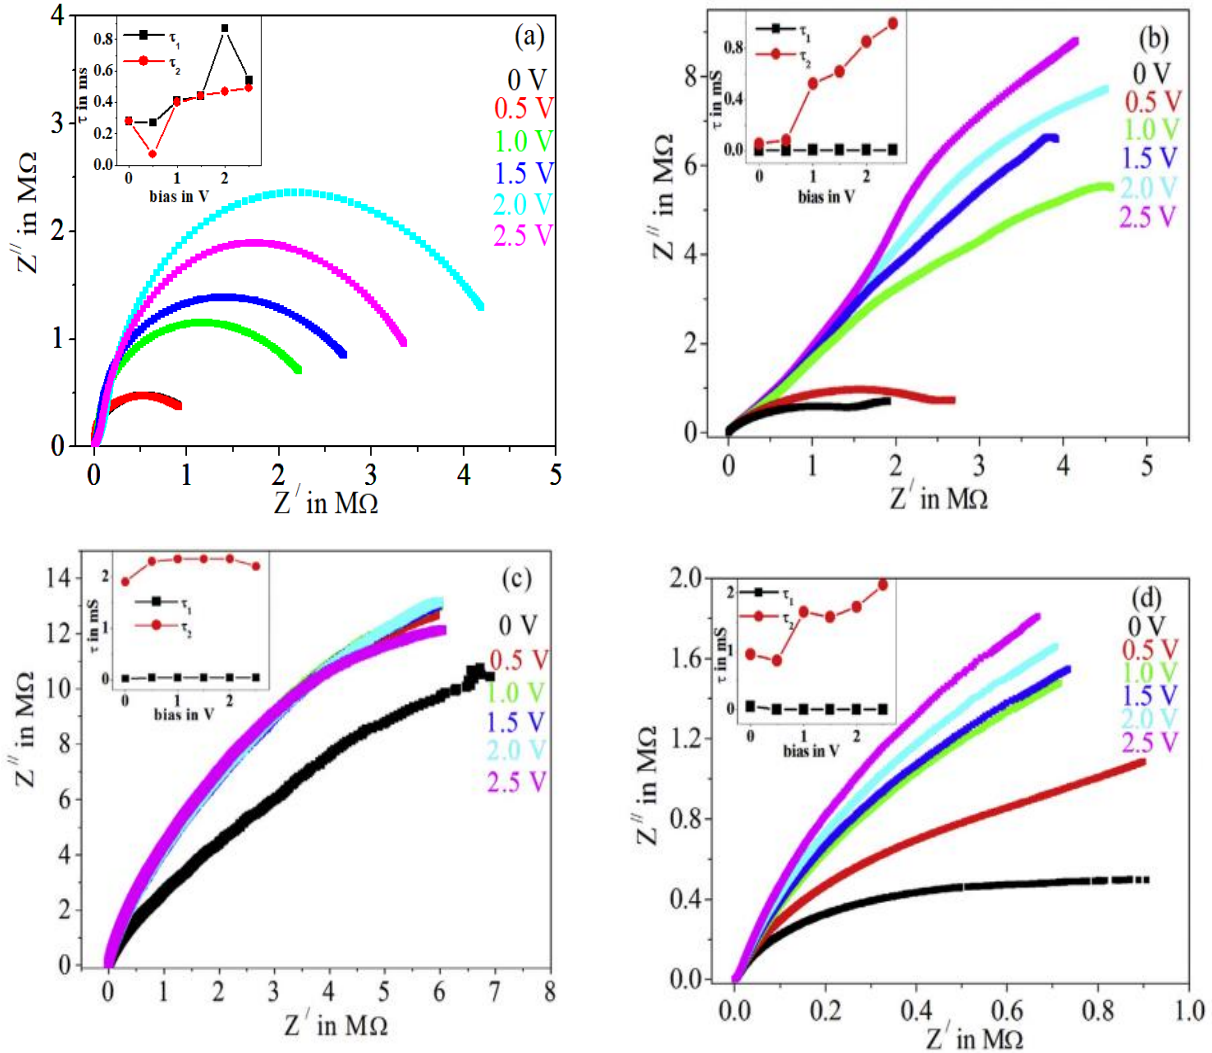 (a)
τ1
τ2
τ in ms
0.8
0.6
0.4
0.2
0.0
0 1 2
bias in V
0 V
0.5 V
1.0 V
1.5 V
2.0 V
2.5 V
Z// in MΩ
4
3
2
1
0
0 1 2 3 4 5
Z/ in MΩ
(b)
τ1
τ2
τ in mS
0.8
0.4
0.0
0 1 2
bias in V
0 V
0.5 V
1.0 V
1.5 V
2.0 V
2.5 V
Z// in MΩ
8
6
4
2
0
0 1 2 3 4 5
Z/ in MΩ
(c)
τ1
τ2
τ in mS
2
1
0
0 1 2
bias in V
0 V
0.5 V
1.0 V
1.5 V
2.0 V
2.5 V
Z// in MΩ
14
12
10
8
6
4
2
0
0 1 2 3 4 5 6 7 8
Z/ in MΩ
(d)
τ1
τ2
τ in mS
2
1
0
0 1 2
bias in V
0 V
0.5 V
1.0 V
1.5 V
2.0 V
2.5 V
Z// in MΩ
2.0
1.6
1.2
0.8
0.4
0.0
0.0 0.2 0.4 0.6 0.8 1.0
Z/ in MΩ